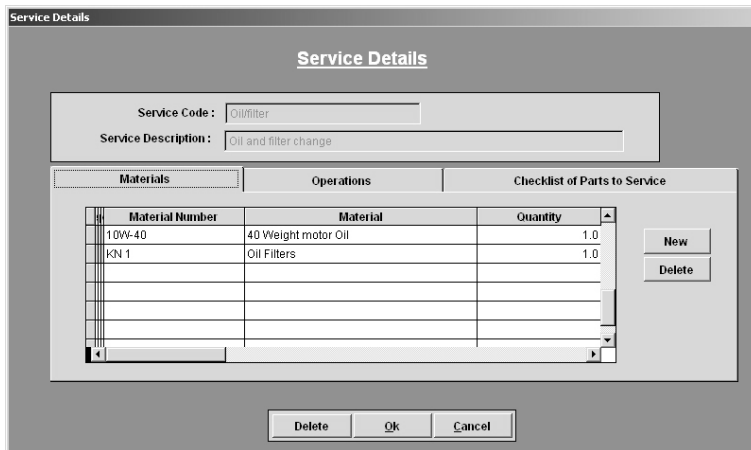 Service Details
Service Details
Service Code : Oil/filter
Service Description : Oil and filter change
Materials Operations Checklist of Parts to Service
Material Number Material Quantity
10W-40 40 Weight motor Oil 1.0
KN 1 Oil Filters 1.0
New
Delete
Delete Ok Cancel